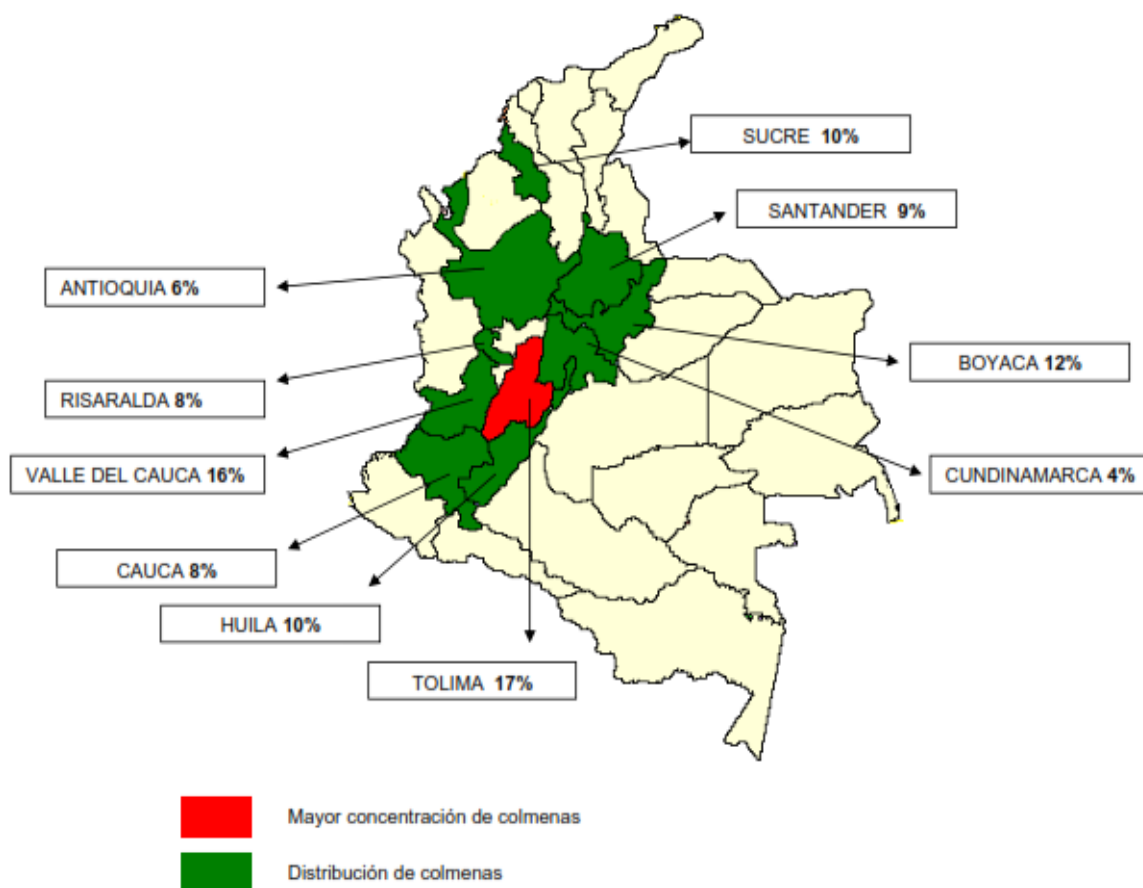 SUCRE 10%
SANTANDER 9%
ANTIOQUIA 6%
BOYACA 12%
RISARALDA 8%
VALLE DEL CAUCA 16%
CUNDINAMARCA 4%
CAUCA 8%
HUILA 10%
TOLIMA 17%
Mayor concentración de colmenas
Distribución de colmenas